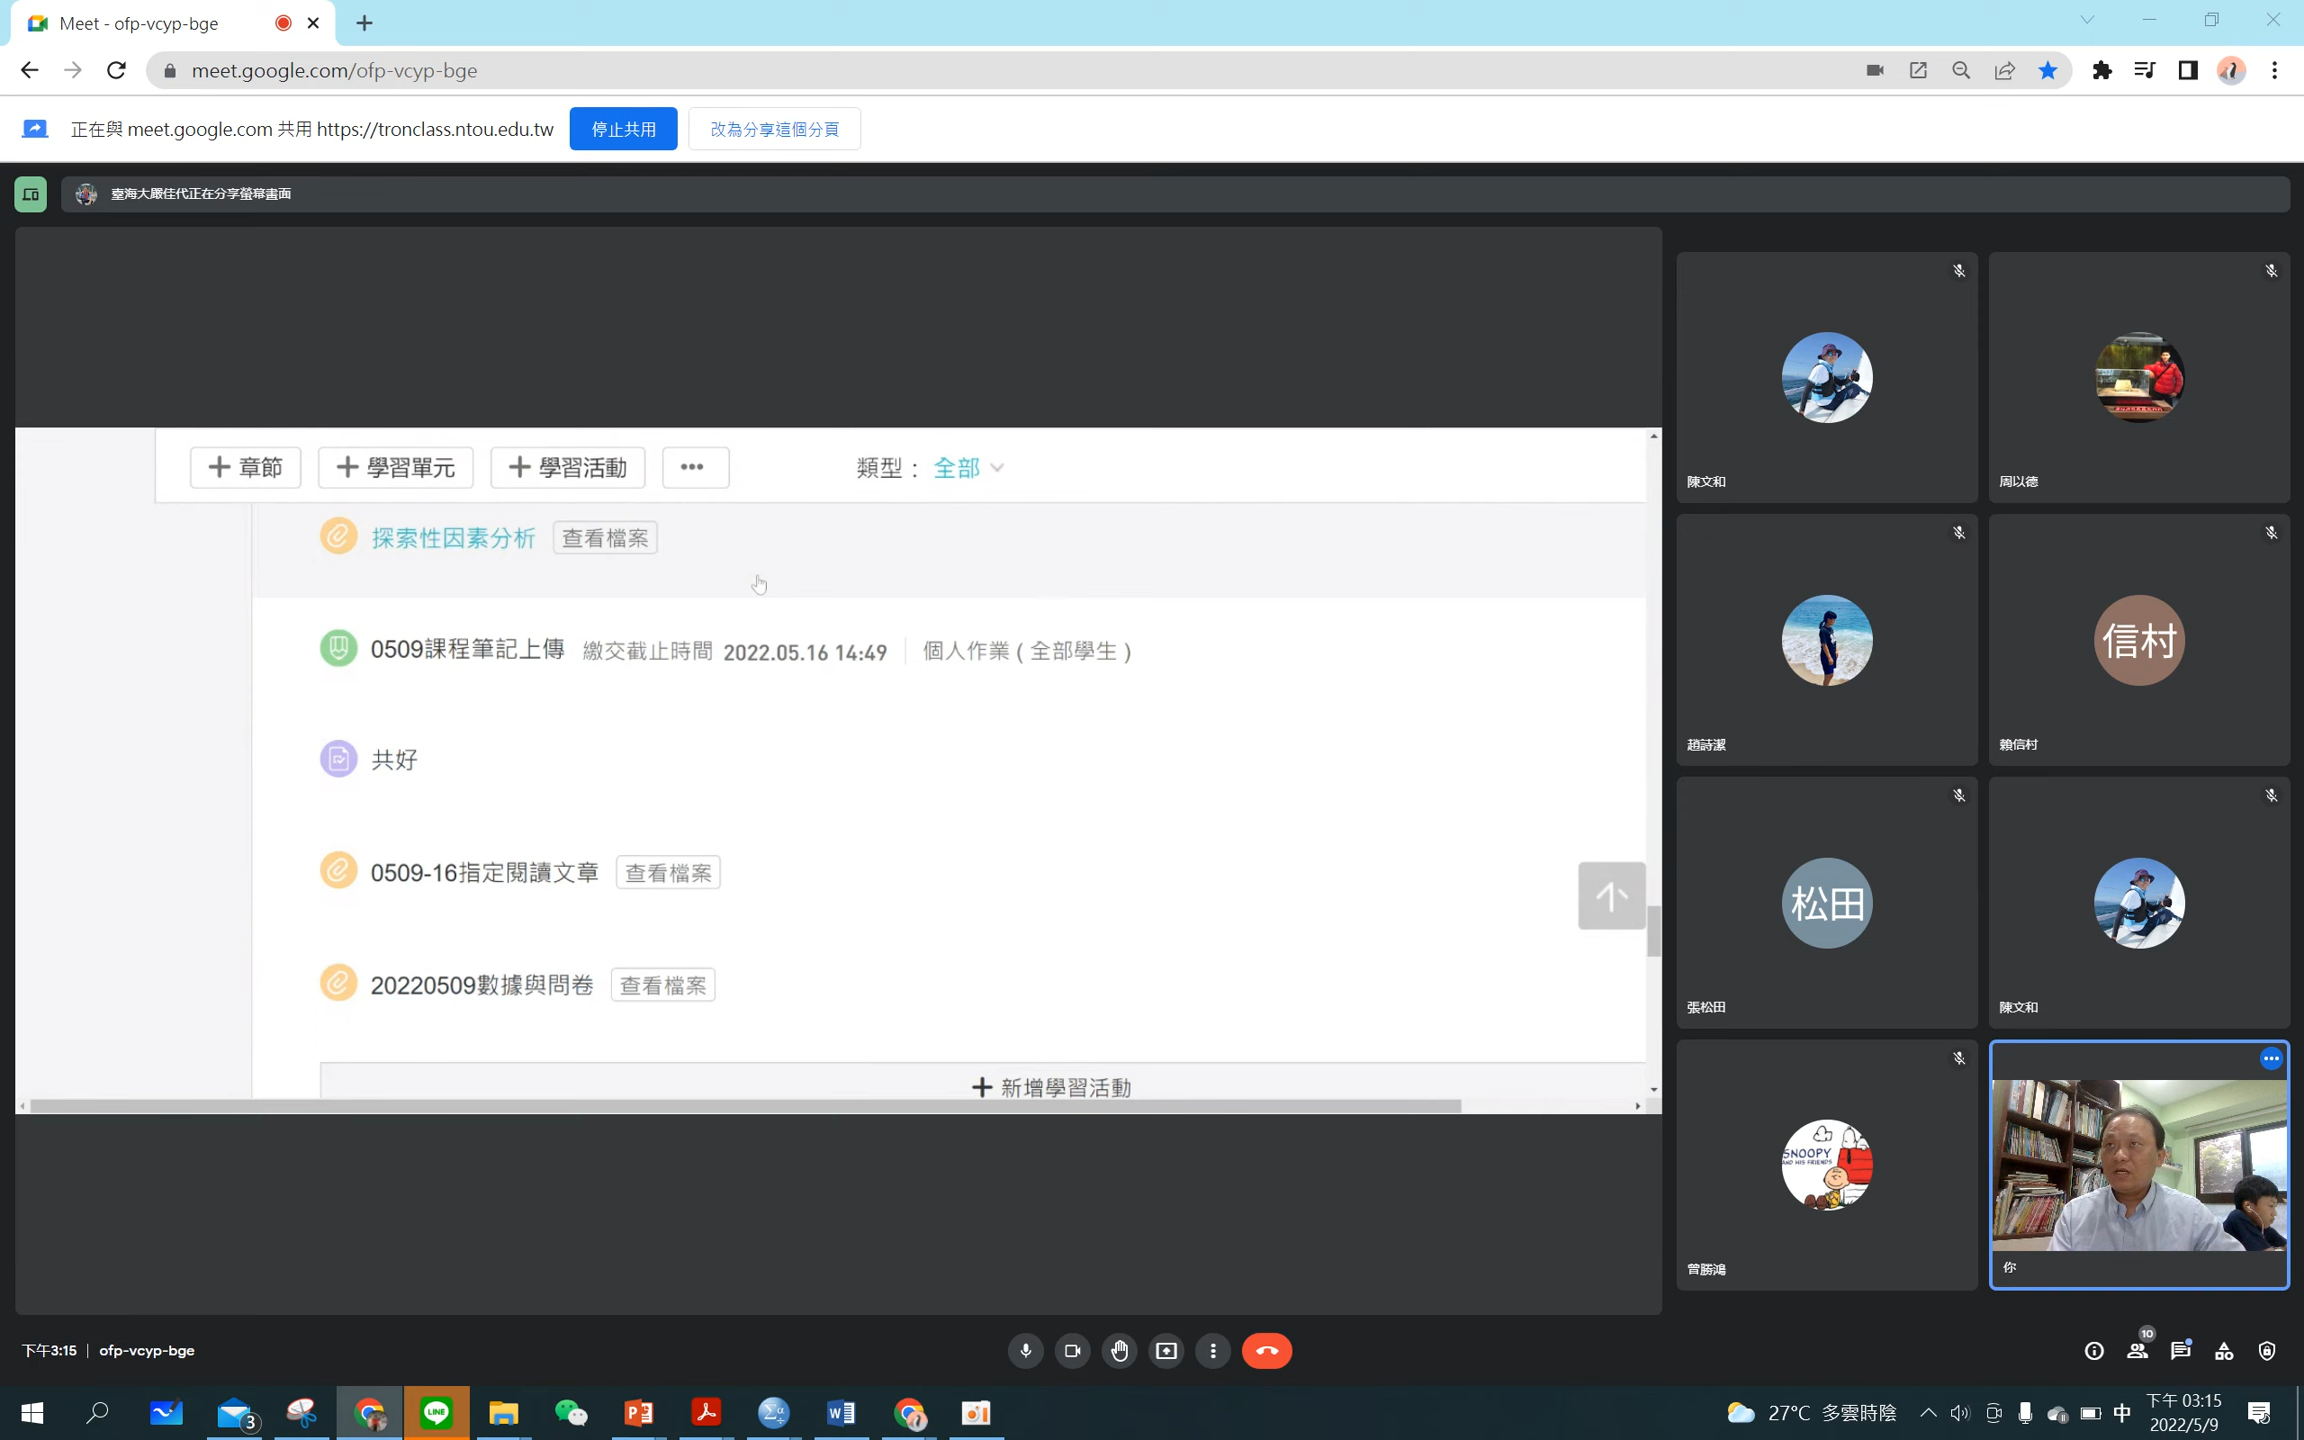 Meet - ofp-vcyp-bge
meet.google.com/ofp-vcyp-bge
正在與 meet.google.com 共用 https://tronclass.ntou.edu.tw 停止共用 改為分享這個分頁
臺海大嚴佳代正在分享螢幕畫面
+ 章節 + 學習單元 + 學習活動 ••• 類型： 全部
探索性因素分析 查看檔案
0509課程筆記上傳 繳交截止時間 2022.05.16 14:49 個人作業 ( 全部學生 )
共好
0509-16指定閱讀文章 查看檔案
20220509數據與問卷 查看檔案
+ 新增學習活動
陳文和
周以德
信村
趙詩潔
賴信村
松田
張松田
陳文和
SNOOPY
AND HIS FRIENDS
曾勝鴻
你
下午3:15 | ofp-vcyp-bge
10
3
LINE
27°C 多雲時陰
中
下午 03:15
2022/5/9